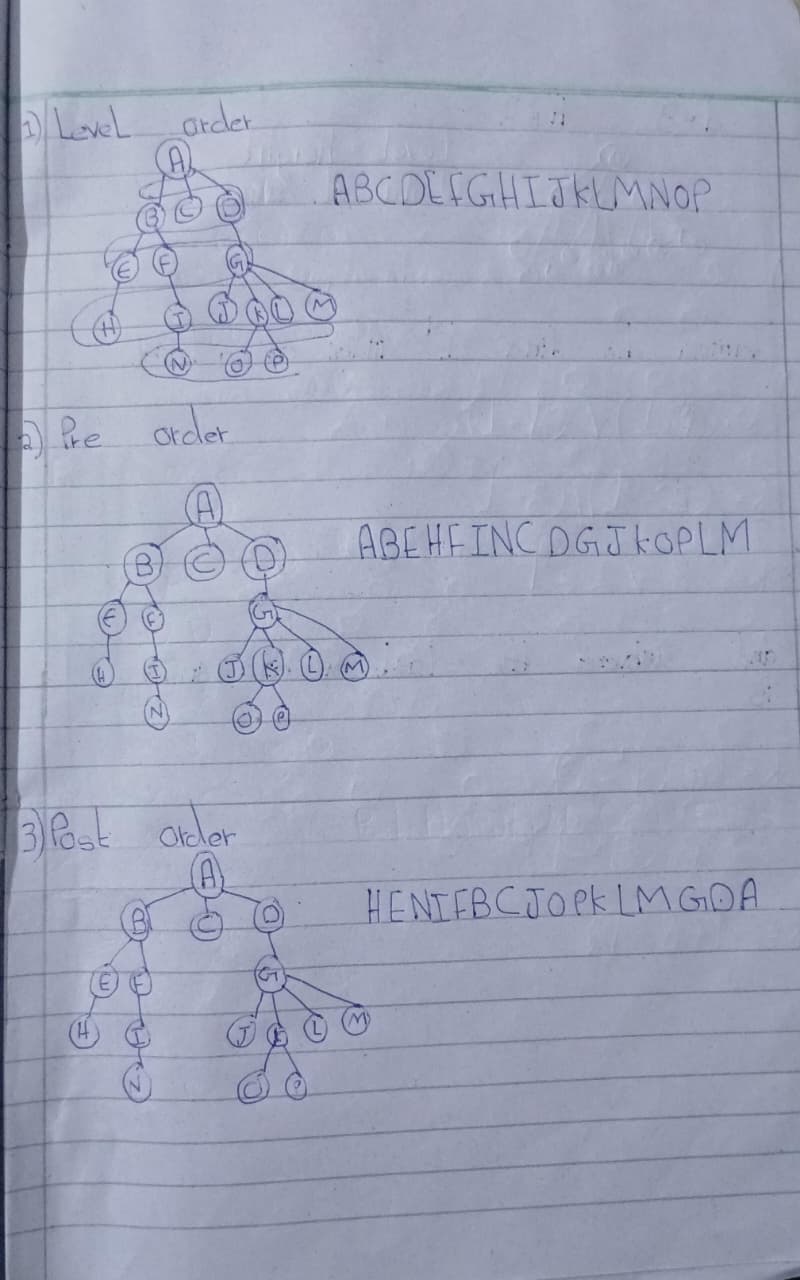 1) Level order
A
ABCDEFGHIJKLMNOP
B C D
E F G
H I J K L M
N O P
2) Pre order
A
ABEHFINCDGJKOPLM
B C D
E F G
H I J K L M
N O P
3) Post order
A
HENIFBCJOPKLMGDA
B C D
E F G
H I J K L M
N O P